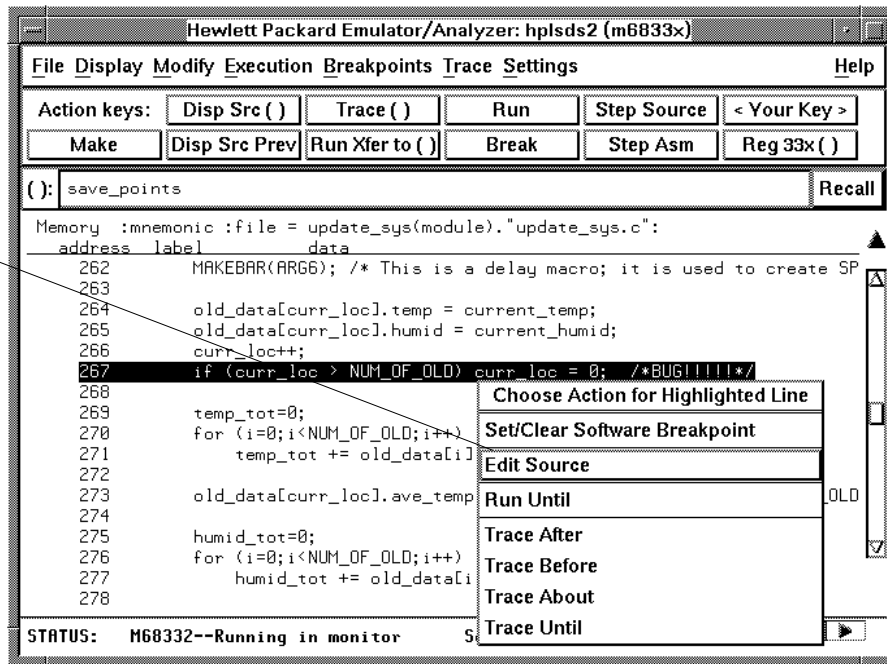 Hewlett Packard Emulator/Analyzer: hplsds2 (m6833x)
File Display Modify Execution Breakpoints Trace Settings Help
Action keys: Disp Src ( ) Trace ( ) Run Step Source < Your Key >
Make Disp Src Prev Run Xfer to ( ) Break Step Asm Reg 33x ( )
( ): save_points Recall
Memory :mnemonic :file = update_sys(module)."update_sys.c":
address label data
262 MAKEBAR(ARG6); /* This is a delay macro; it is used to create SP
263
264 old_data[curr_loc].temp = current_temp;
265 old_data[curr_loc].humid = current_humid;
266 curr_loc++;
267 if (curr_loc > NUM_OF_OLD) curr_loc = 0; /*BUG!!!!!*/
268
269 temp_tot=0;
270 for (i=0;i<NUM_OF_OLD;i++)
271 temp_tot += old_data[i]
272
273 old_data[curr_loc].ave_temp _OLD
274
275 humid_tot=0;
276 for (i=0;i<NUM_OF_OLD;i++)
277 humid_tot += old_data[i
278
Choose Action for Highlighted Line
Set/Clear Software Breakpoint
Edit Source
Run Until
Trace After
Trace Before
Trace About
Trace Until
STATUS: M68332--Running in monitor